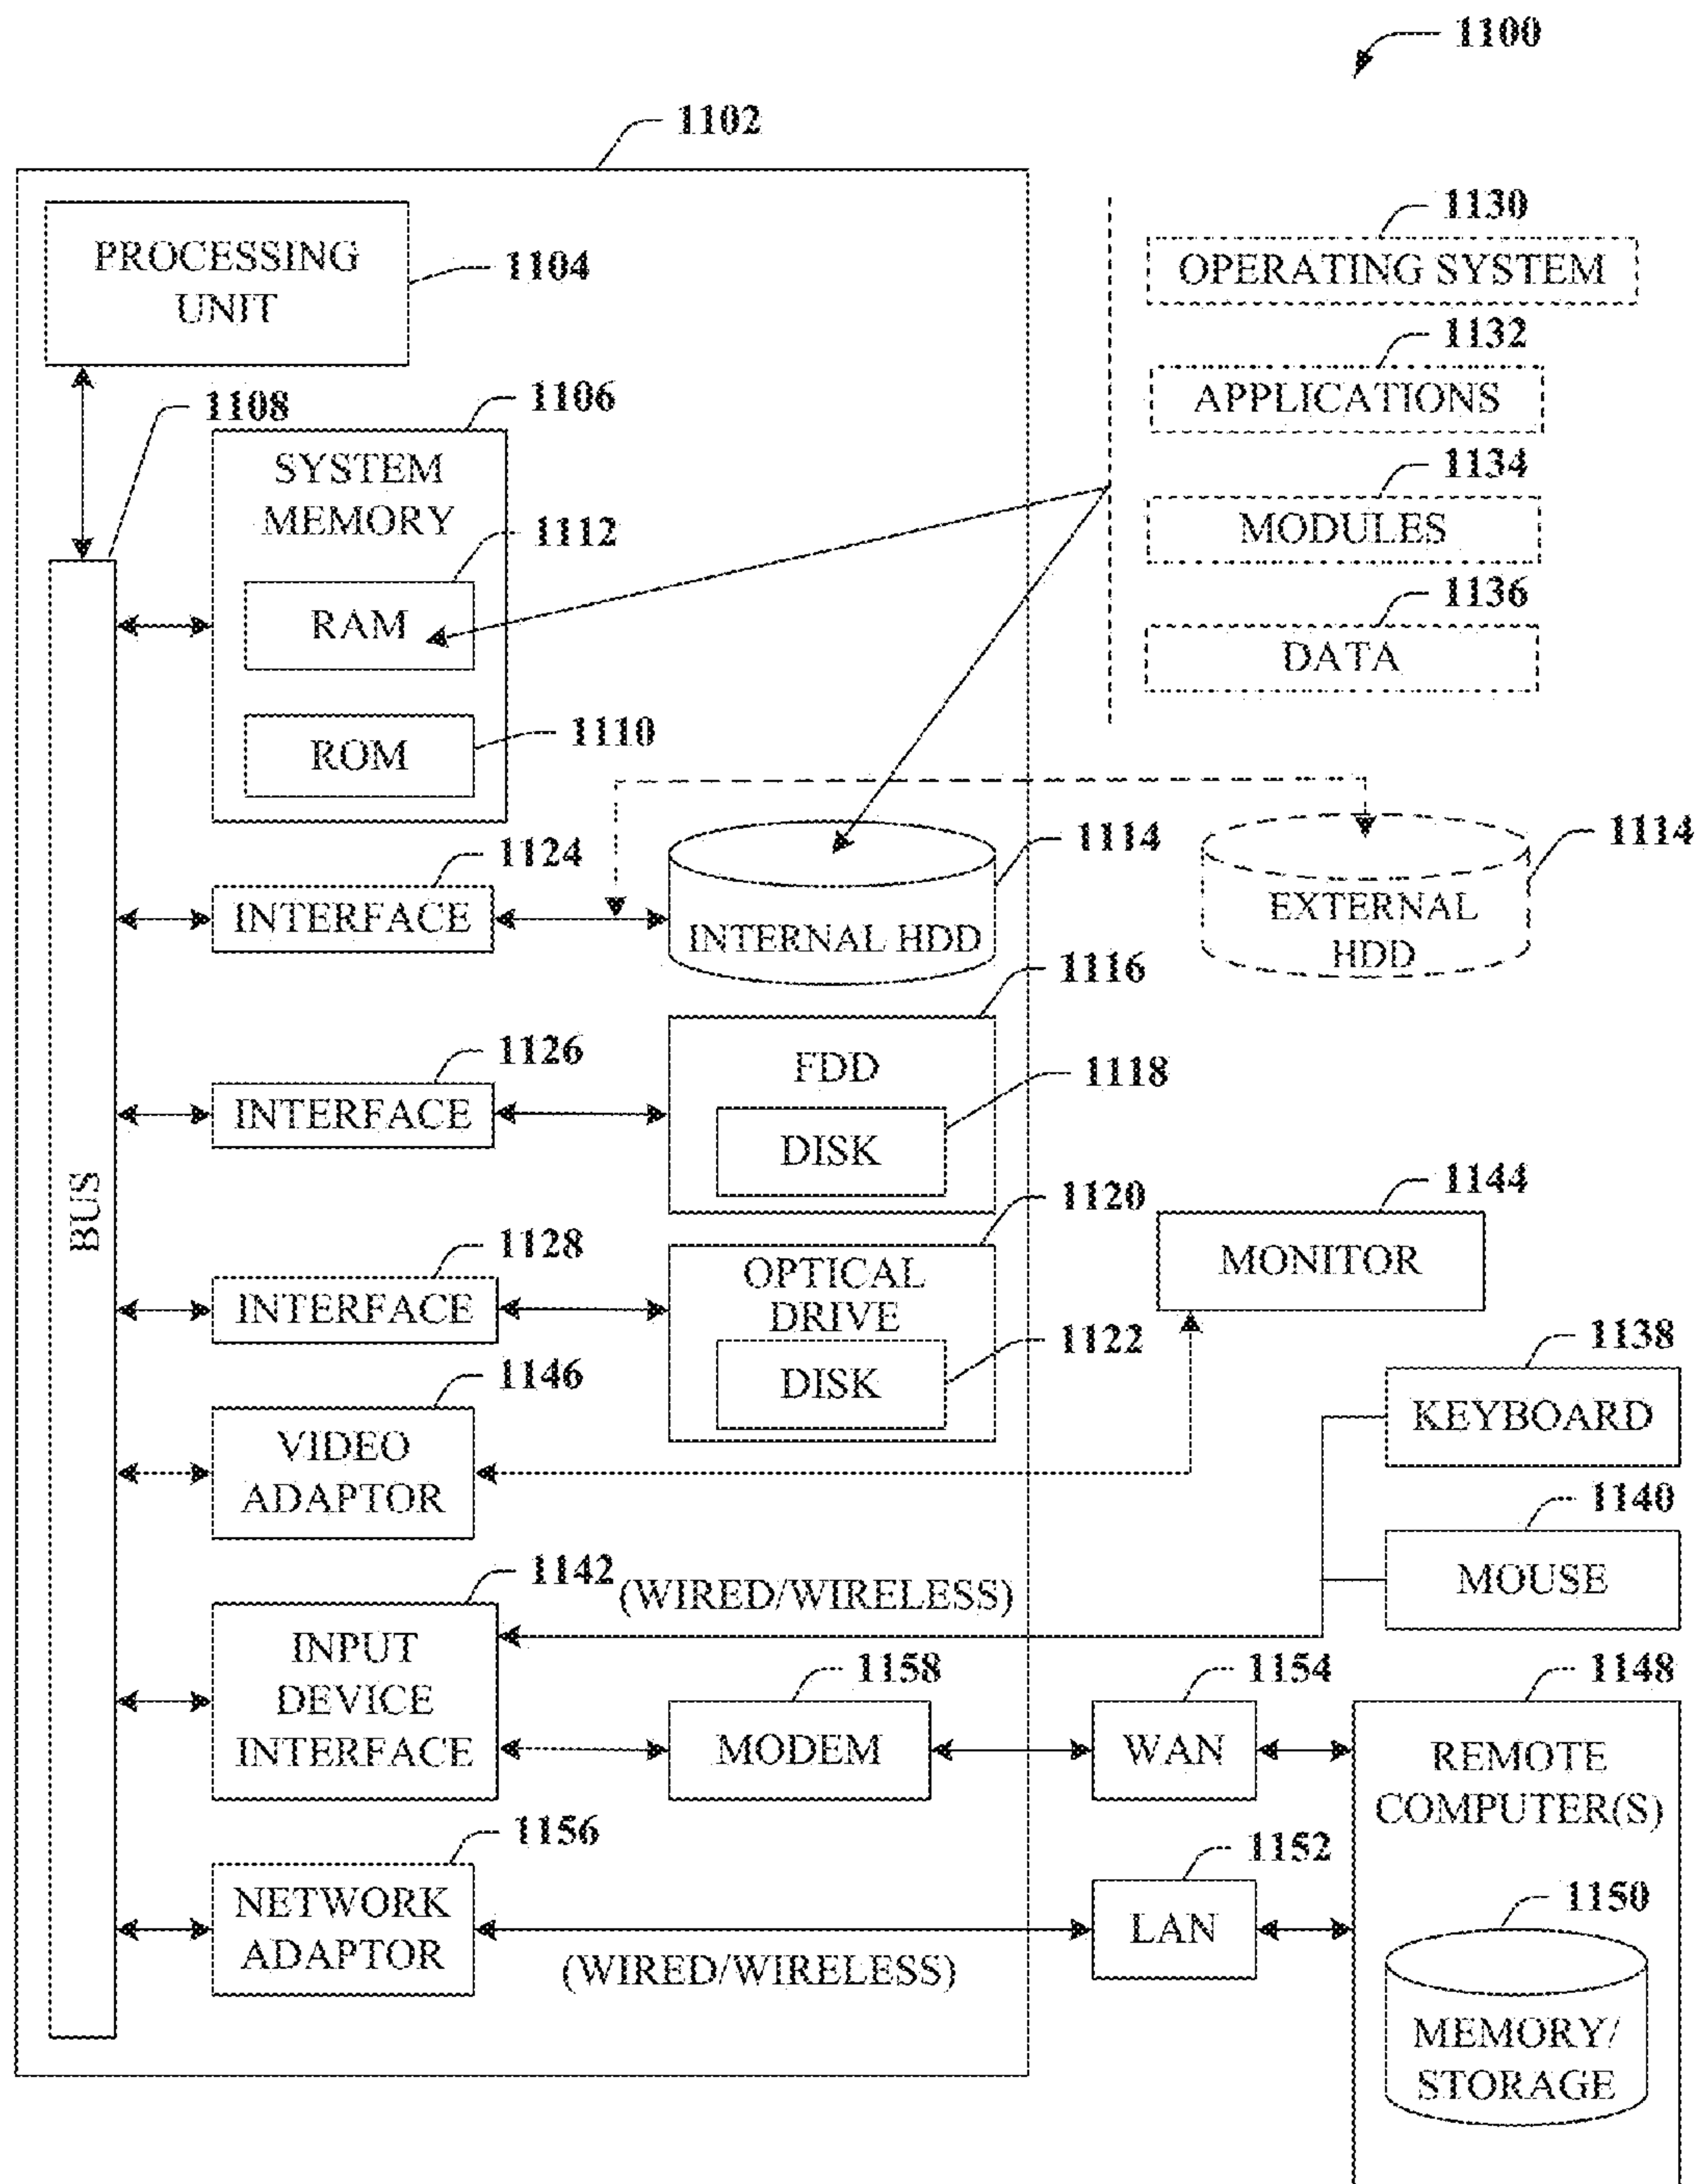 1100
1102
PROCESSING
UNIT
1104
1130
OPERATING SYSTEM
1132
APPLICATIONS
1134
MODULES
1136
DATA
1108
1106
SYSTEM
MEMORY
1112
RAM
1110
ROM
1124
INTERFACE
1114
INTERNAL HDD
1114
EXTERNAL
HDD
1116
FDD
1126
INTERFACE
1118
DISK
BUS
1120
OPTICAL
DRIVE
1128
INTERFACE
1122
DISK
1144
MONITOR
1146
VIDEO
ADAPTOR
1138
KEYBOARD
1140
MOUSE
1142
(WIRED/WIRELESS)
INPUT
DEVICE
INTERFACE
1158
MODEM
1154
WAN
1148
REMOTE
COMPUTER(S)
1156
NETWORK
ADAPTOR
(WIRED/WIRELESS)
1152
LAN
1150
MEMORY/
STORAGE